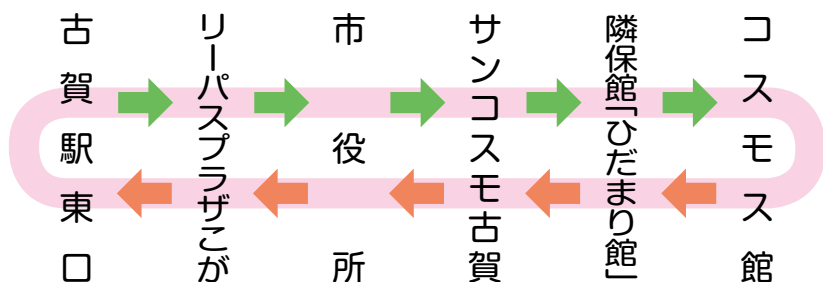 古賀駅東口
リーパスプラザこが
市役所
サンコスモ古賀
隣保館「ひだまり館」
コスモス館